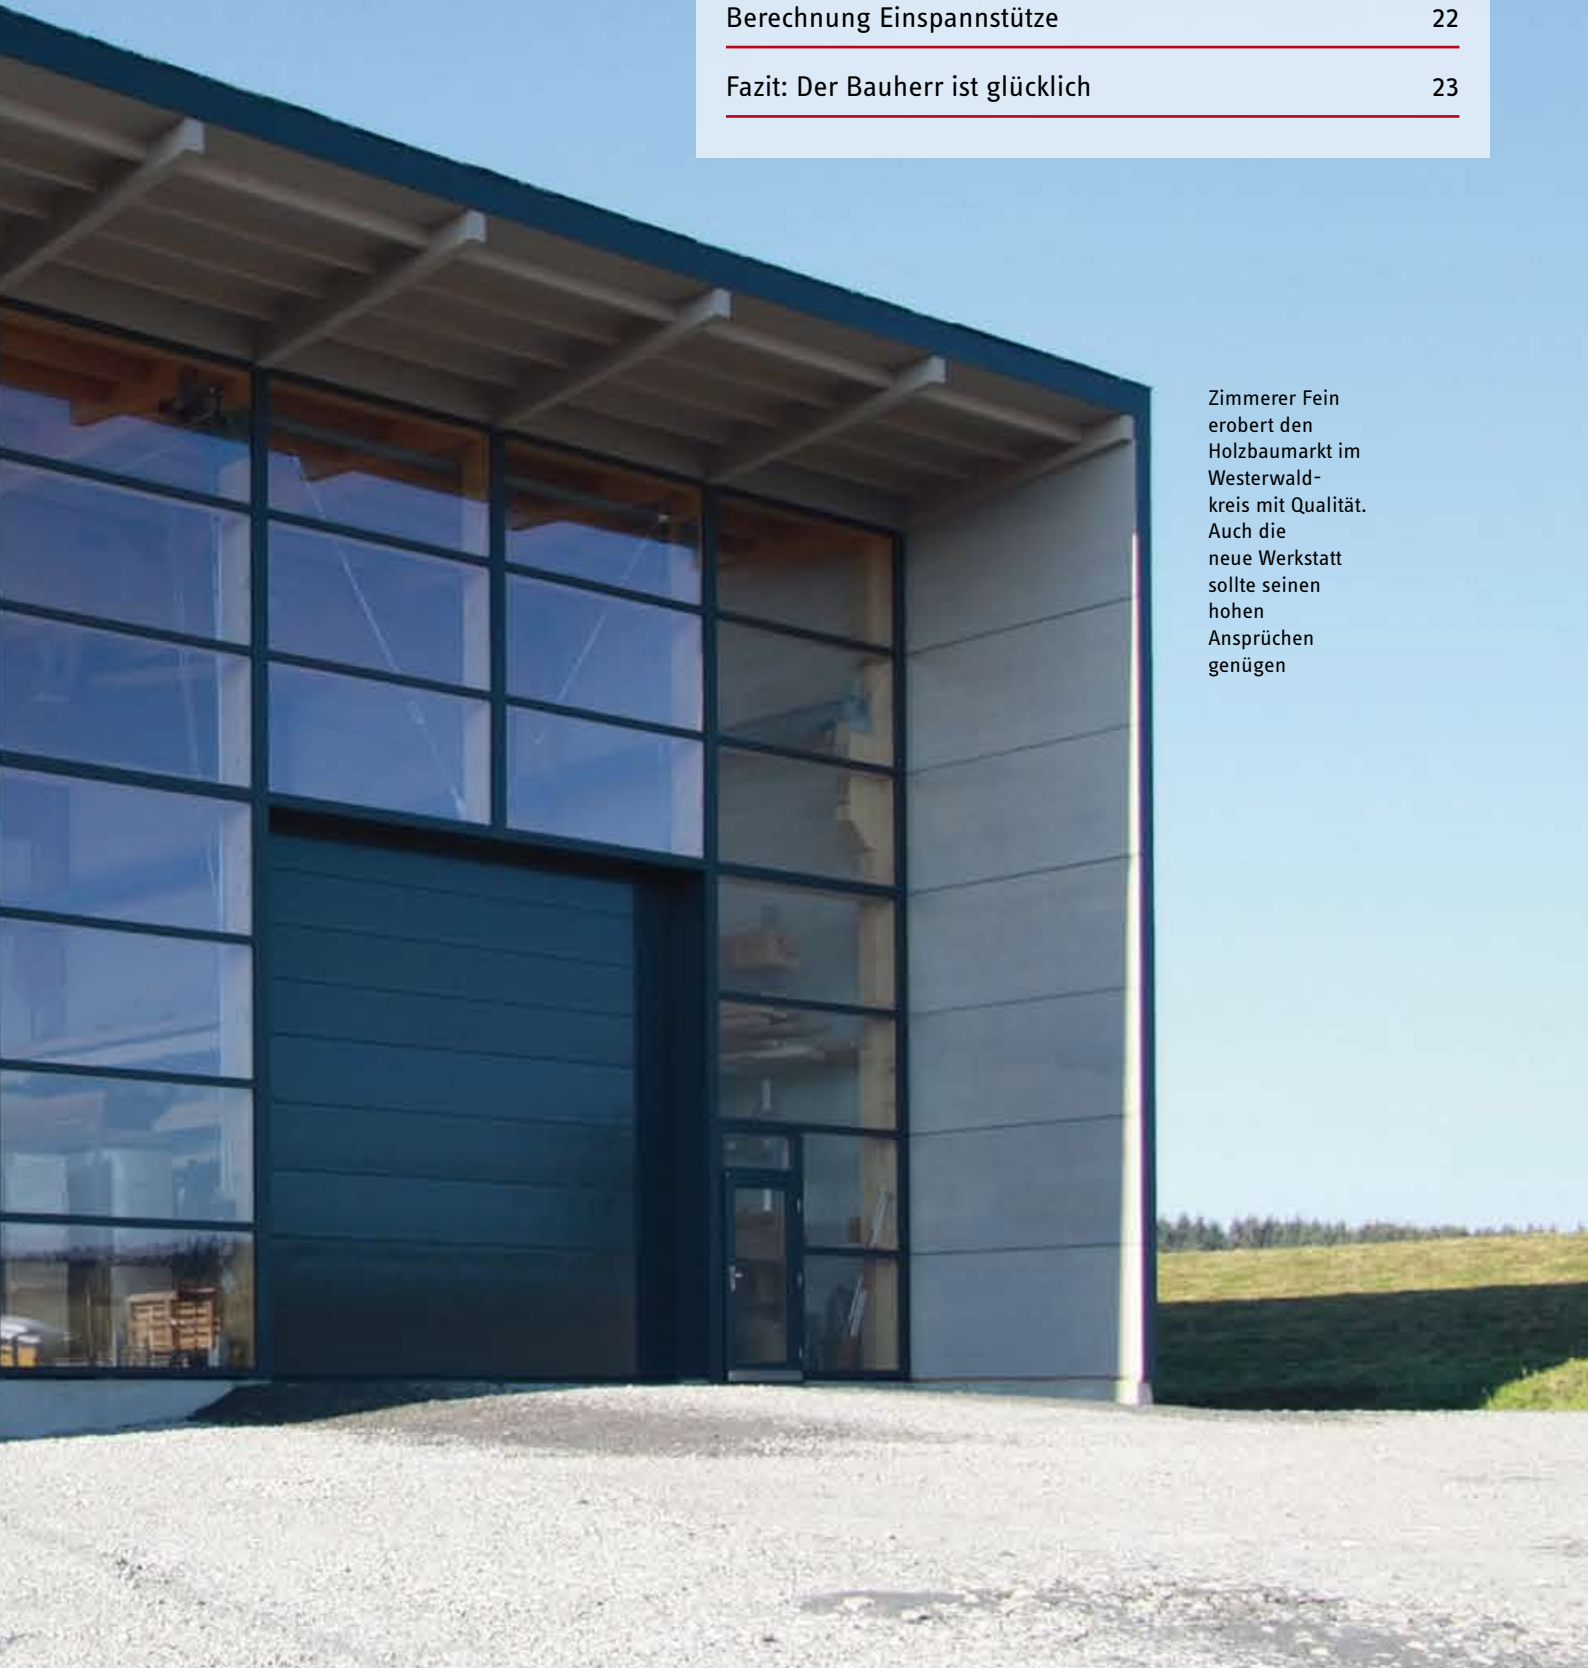 Berechnung Einspannstütze 22
Fazit: Der Bauherr ist glücklich 23
Zimmerer Fein
erobert den
Holzbaumarkt im
Westerwald-
kreis mit Qualität.
Auch die
neue Werkstatt
sollte seinen
hohen
Ansprüchen
genügen